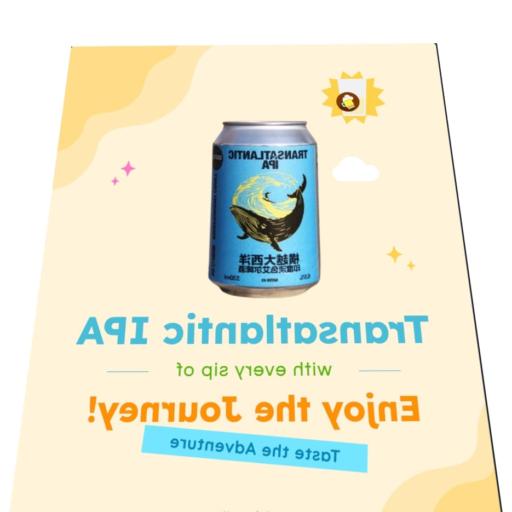 TRANSATLANTIC
IPA
横越大西洋
330ml
Transatlantic IPA
with every sip of
Enjoy the Journey!
Taste the Adventure